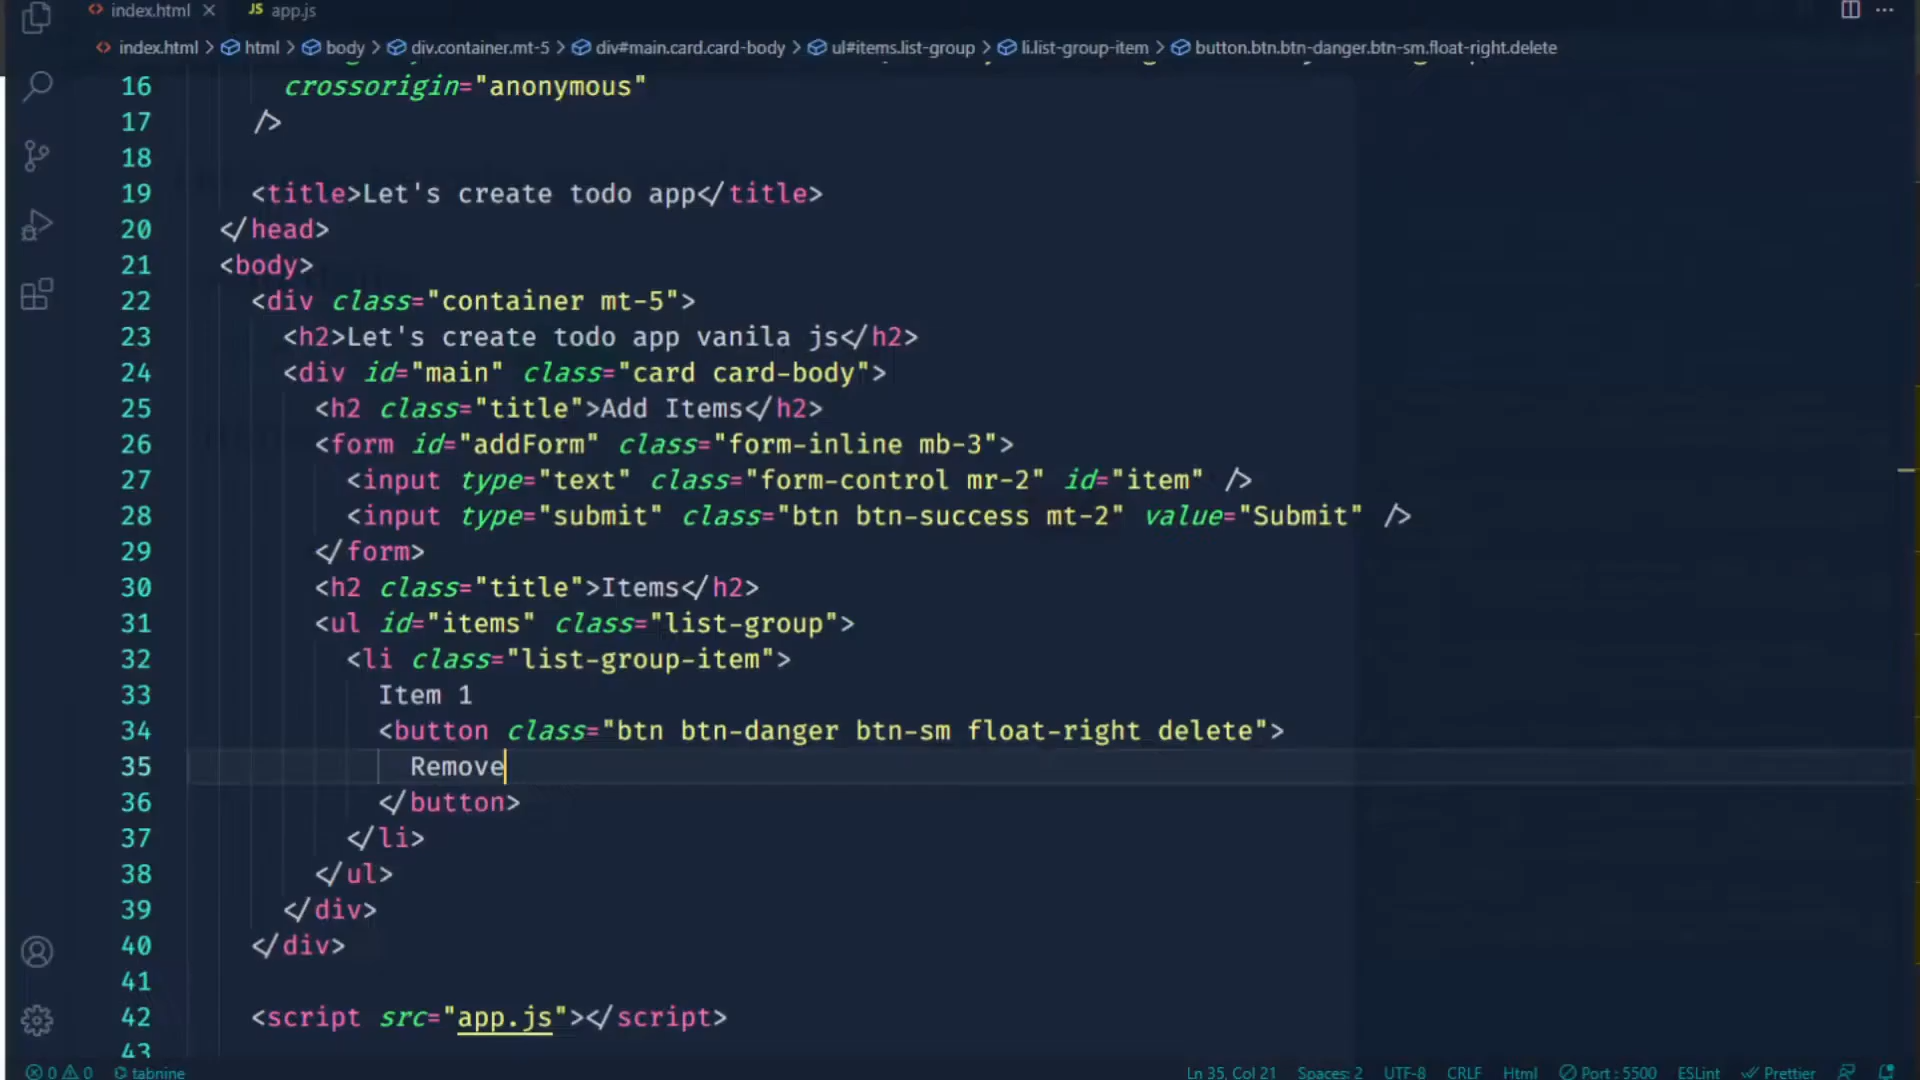 index.html
JS app.js
index.html > html > body > div.container.mt-5 > div#main.card.card-body > ul#items.list-group > li.list-group-item > button.btn.btn-danger.btn-sm.float-right.delete
16 crossorigin="anonymous"
17 />
18
19 <title>Let's create todo app</title>
20 </head>
21 <body>
22 <div class="container mt-5">
23 <h2>Let's create todo app vanila js</h2>
24 <div id="main" class="card card-body">
25 <h2 class="title">Add Items</h2>
26 <form id="addForm" class="form-inline mb-3">
27 <input type="text" class="form-control mr-2" id="item" />
28 <input type="submit" class="btn btn-success mt-2" value="Submit" />
29 </form>
30 <h2 class="title">Items</h2>
31 <ul id="items" class="list-group">
32 <li class="list-group-item">
33 Item 1
34 <button class="btn btn-danger btn-sm float-right delete">
35 Remove
36 </button>
37 </li>
38 </ul>
39 </div>
40 </div>
41
42 <script src="app.js"></script>
43
0 0 tabnine Ln 35, Col 21 Spaces: 2 UTF-8 CRLF Html Port : 5500 ESLint Prettier